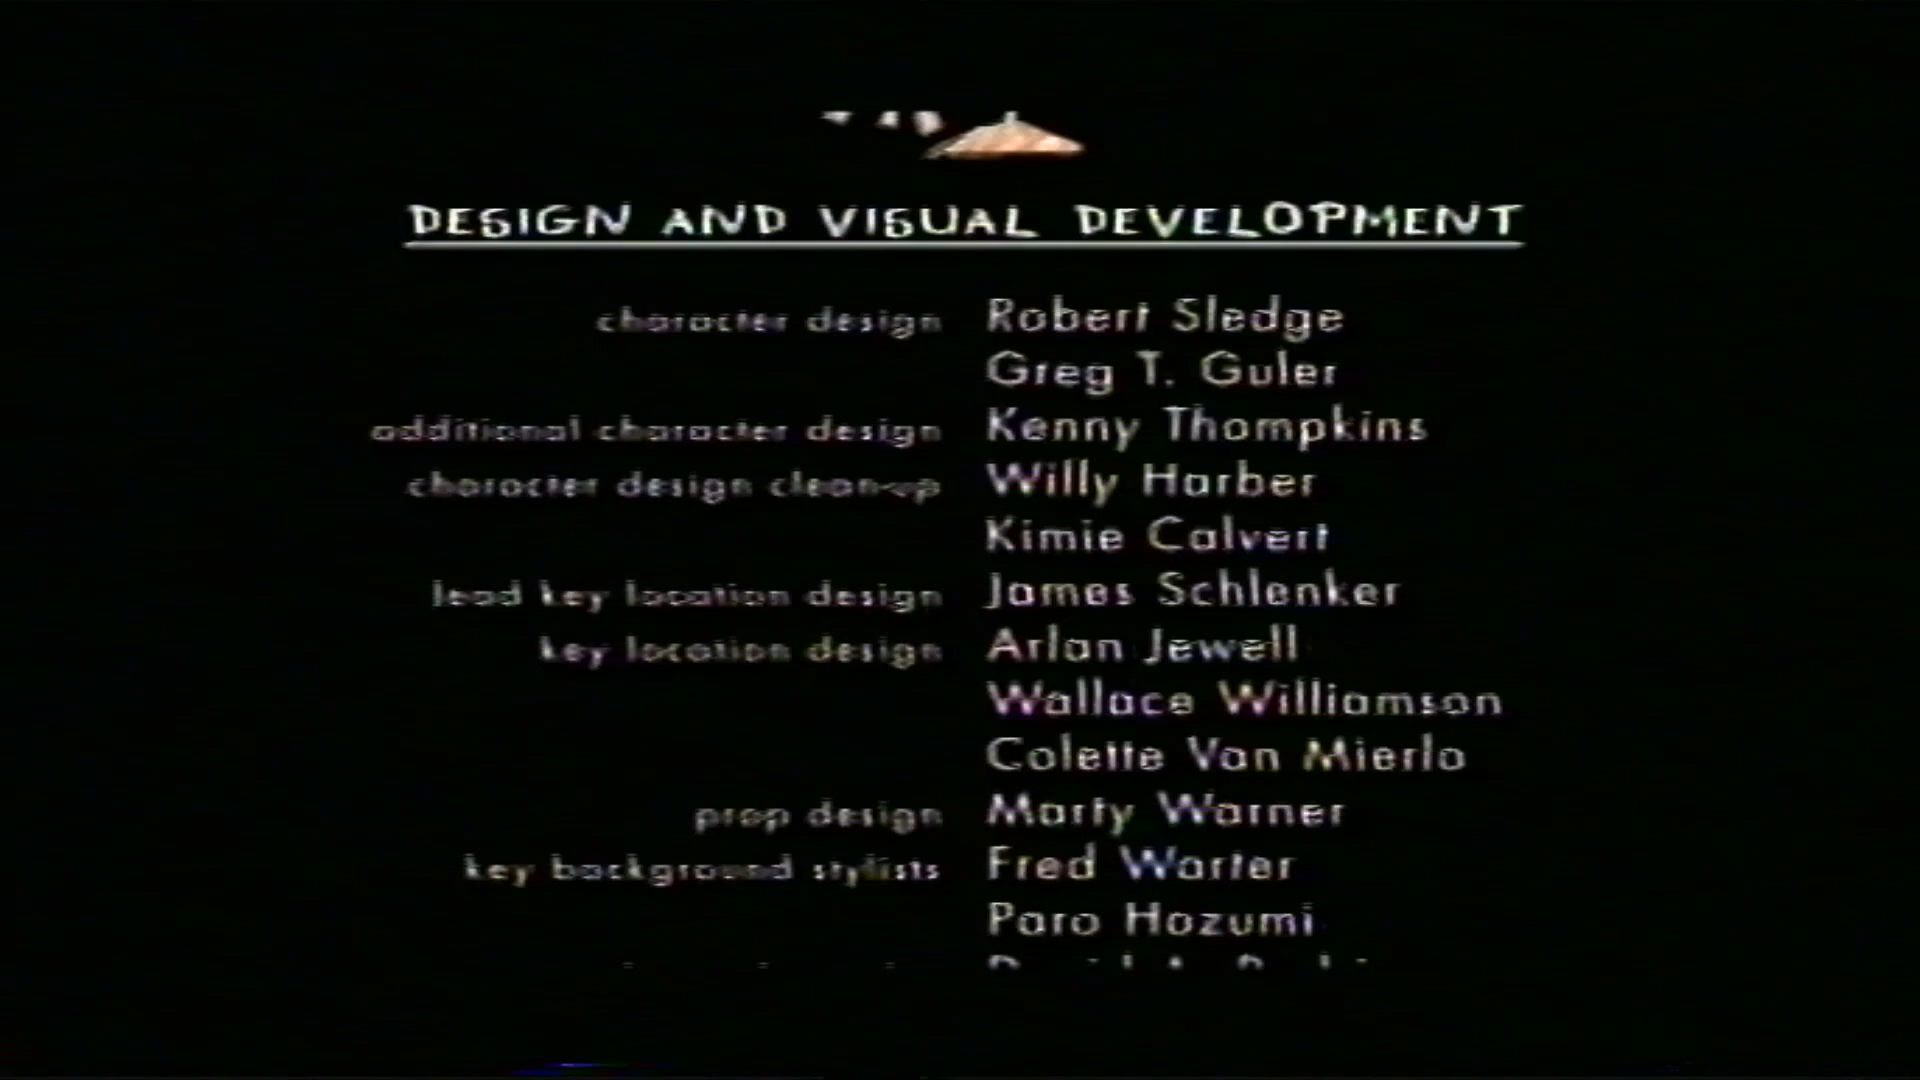 DESIGN AND VISUAL DEVELOPMENT
character design Robert Sledge
Greg T. Guler
additional character design Kenny Thompkins
character design clean-up Willy Harber
Kimie Calvert
lead key location design James Schlenker
key location design Arlan Jewell
Wallace Williamson
Colette Van Mierlo
prop design Marty Warner
key background stylists Fred Warter
Paro Hozumi